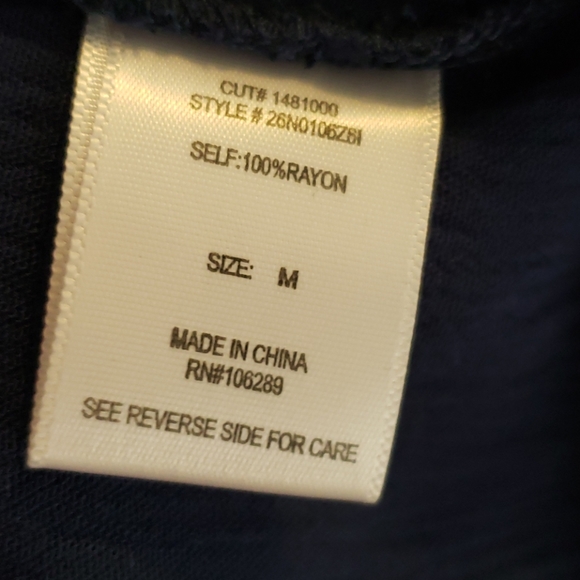 CUT# 1481000
STYLE # 26N0106Z6I
SELF:100%RAYON
SIZE: M
MADE IN CHINA
RN#106289
SEE REVERSE SIDE FOR CARE